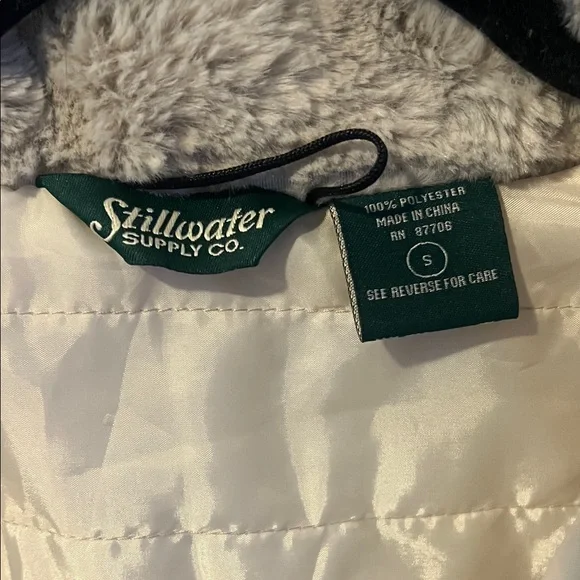 Stillwater
SUPPLY CO.
100% POLYESTER
MADE IN CHINA
RN 87706
S
SEE REVERSE FOR CARE